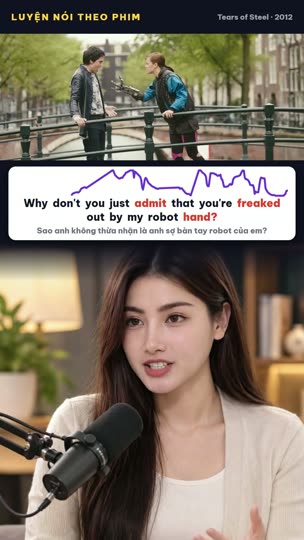 LUYỆN NÓI THEO PHIM
Tears of Steel · 2012
Why don't you just admit that you're freaked
out by my robot hand?
Sao anh không thừa nhận là anh sợ bàn tay robot của em?